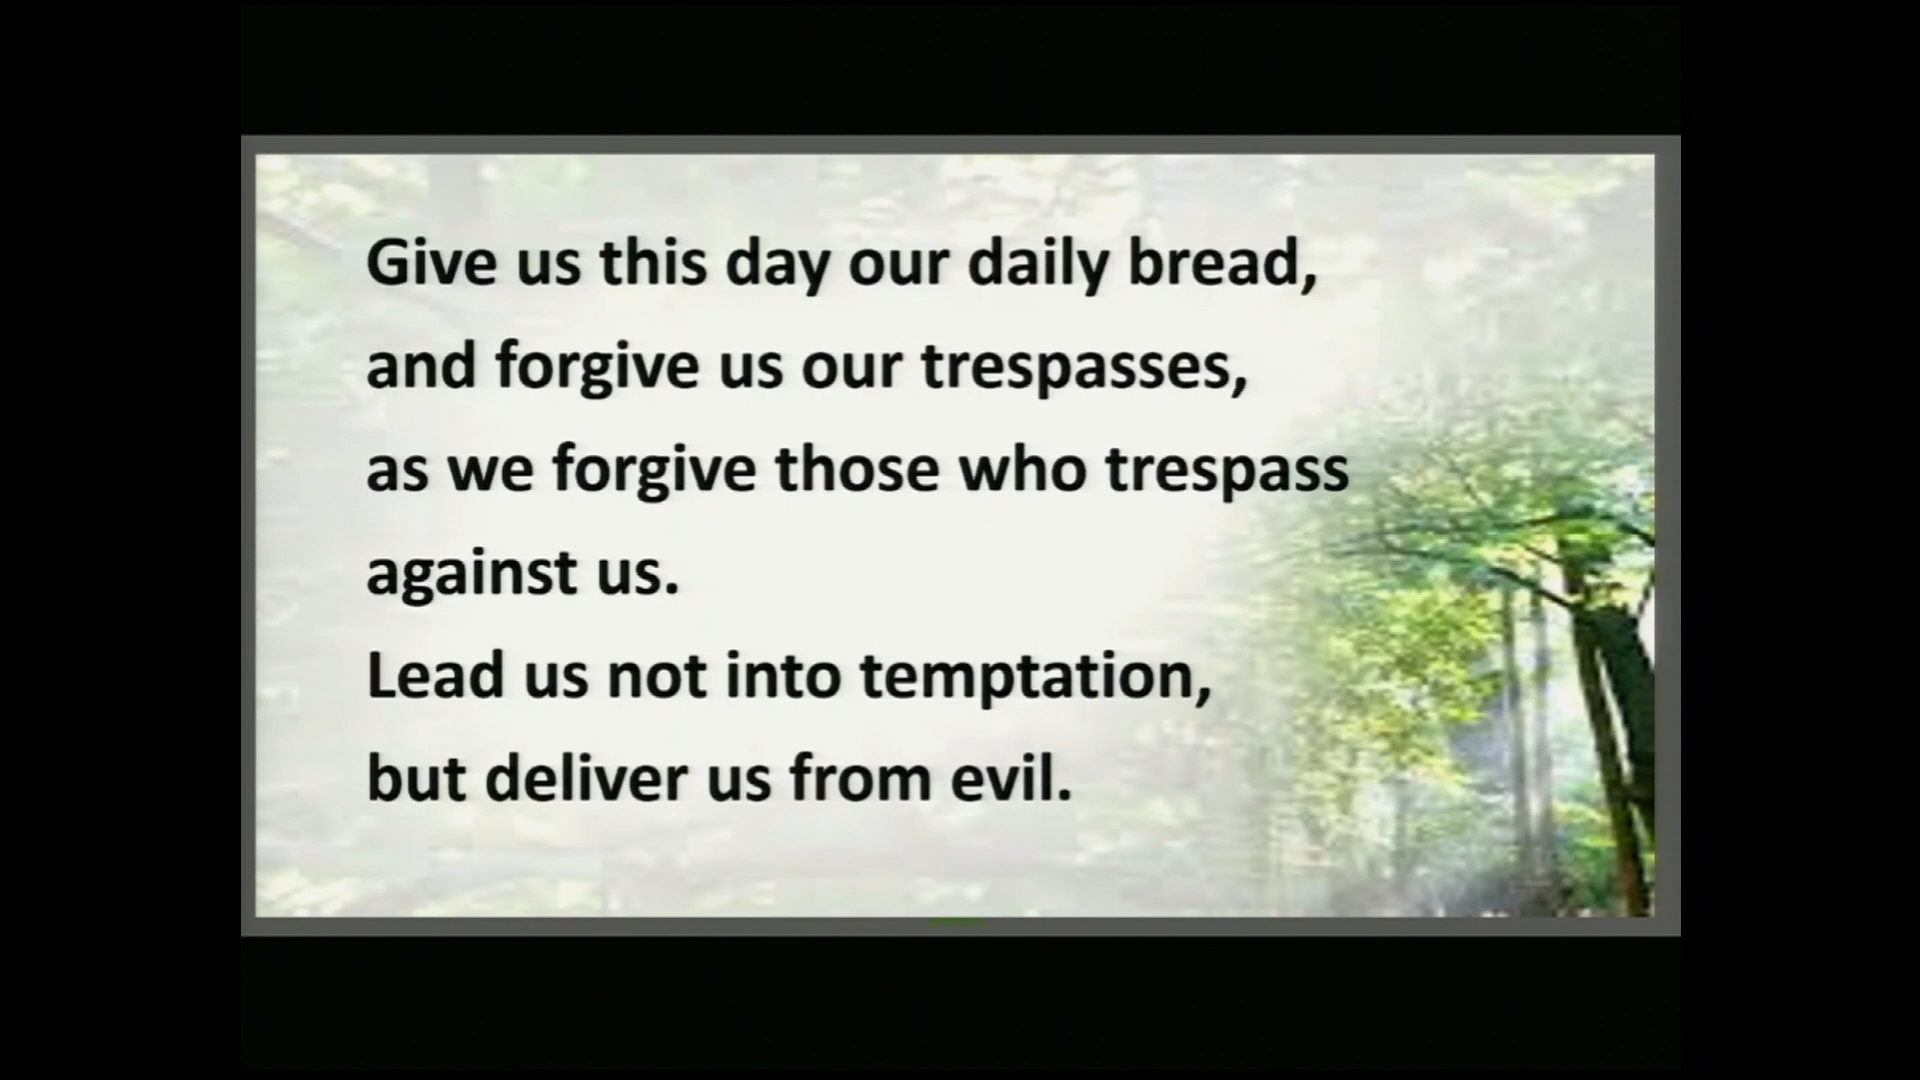 Give us this day our daily bread,
and forgive us our trespasses,
as we forgive those who trespass
against us.
Lead us not into temptation,
but deliver us from evil.